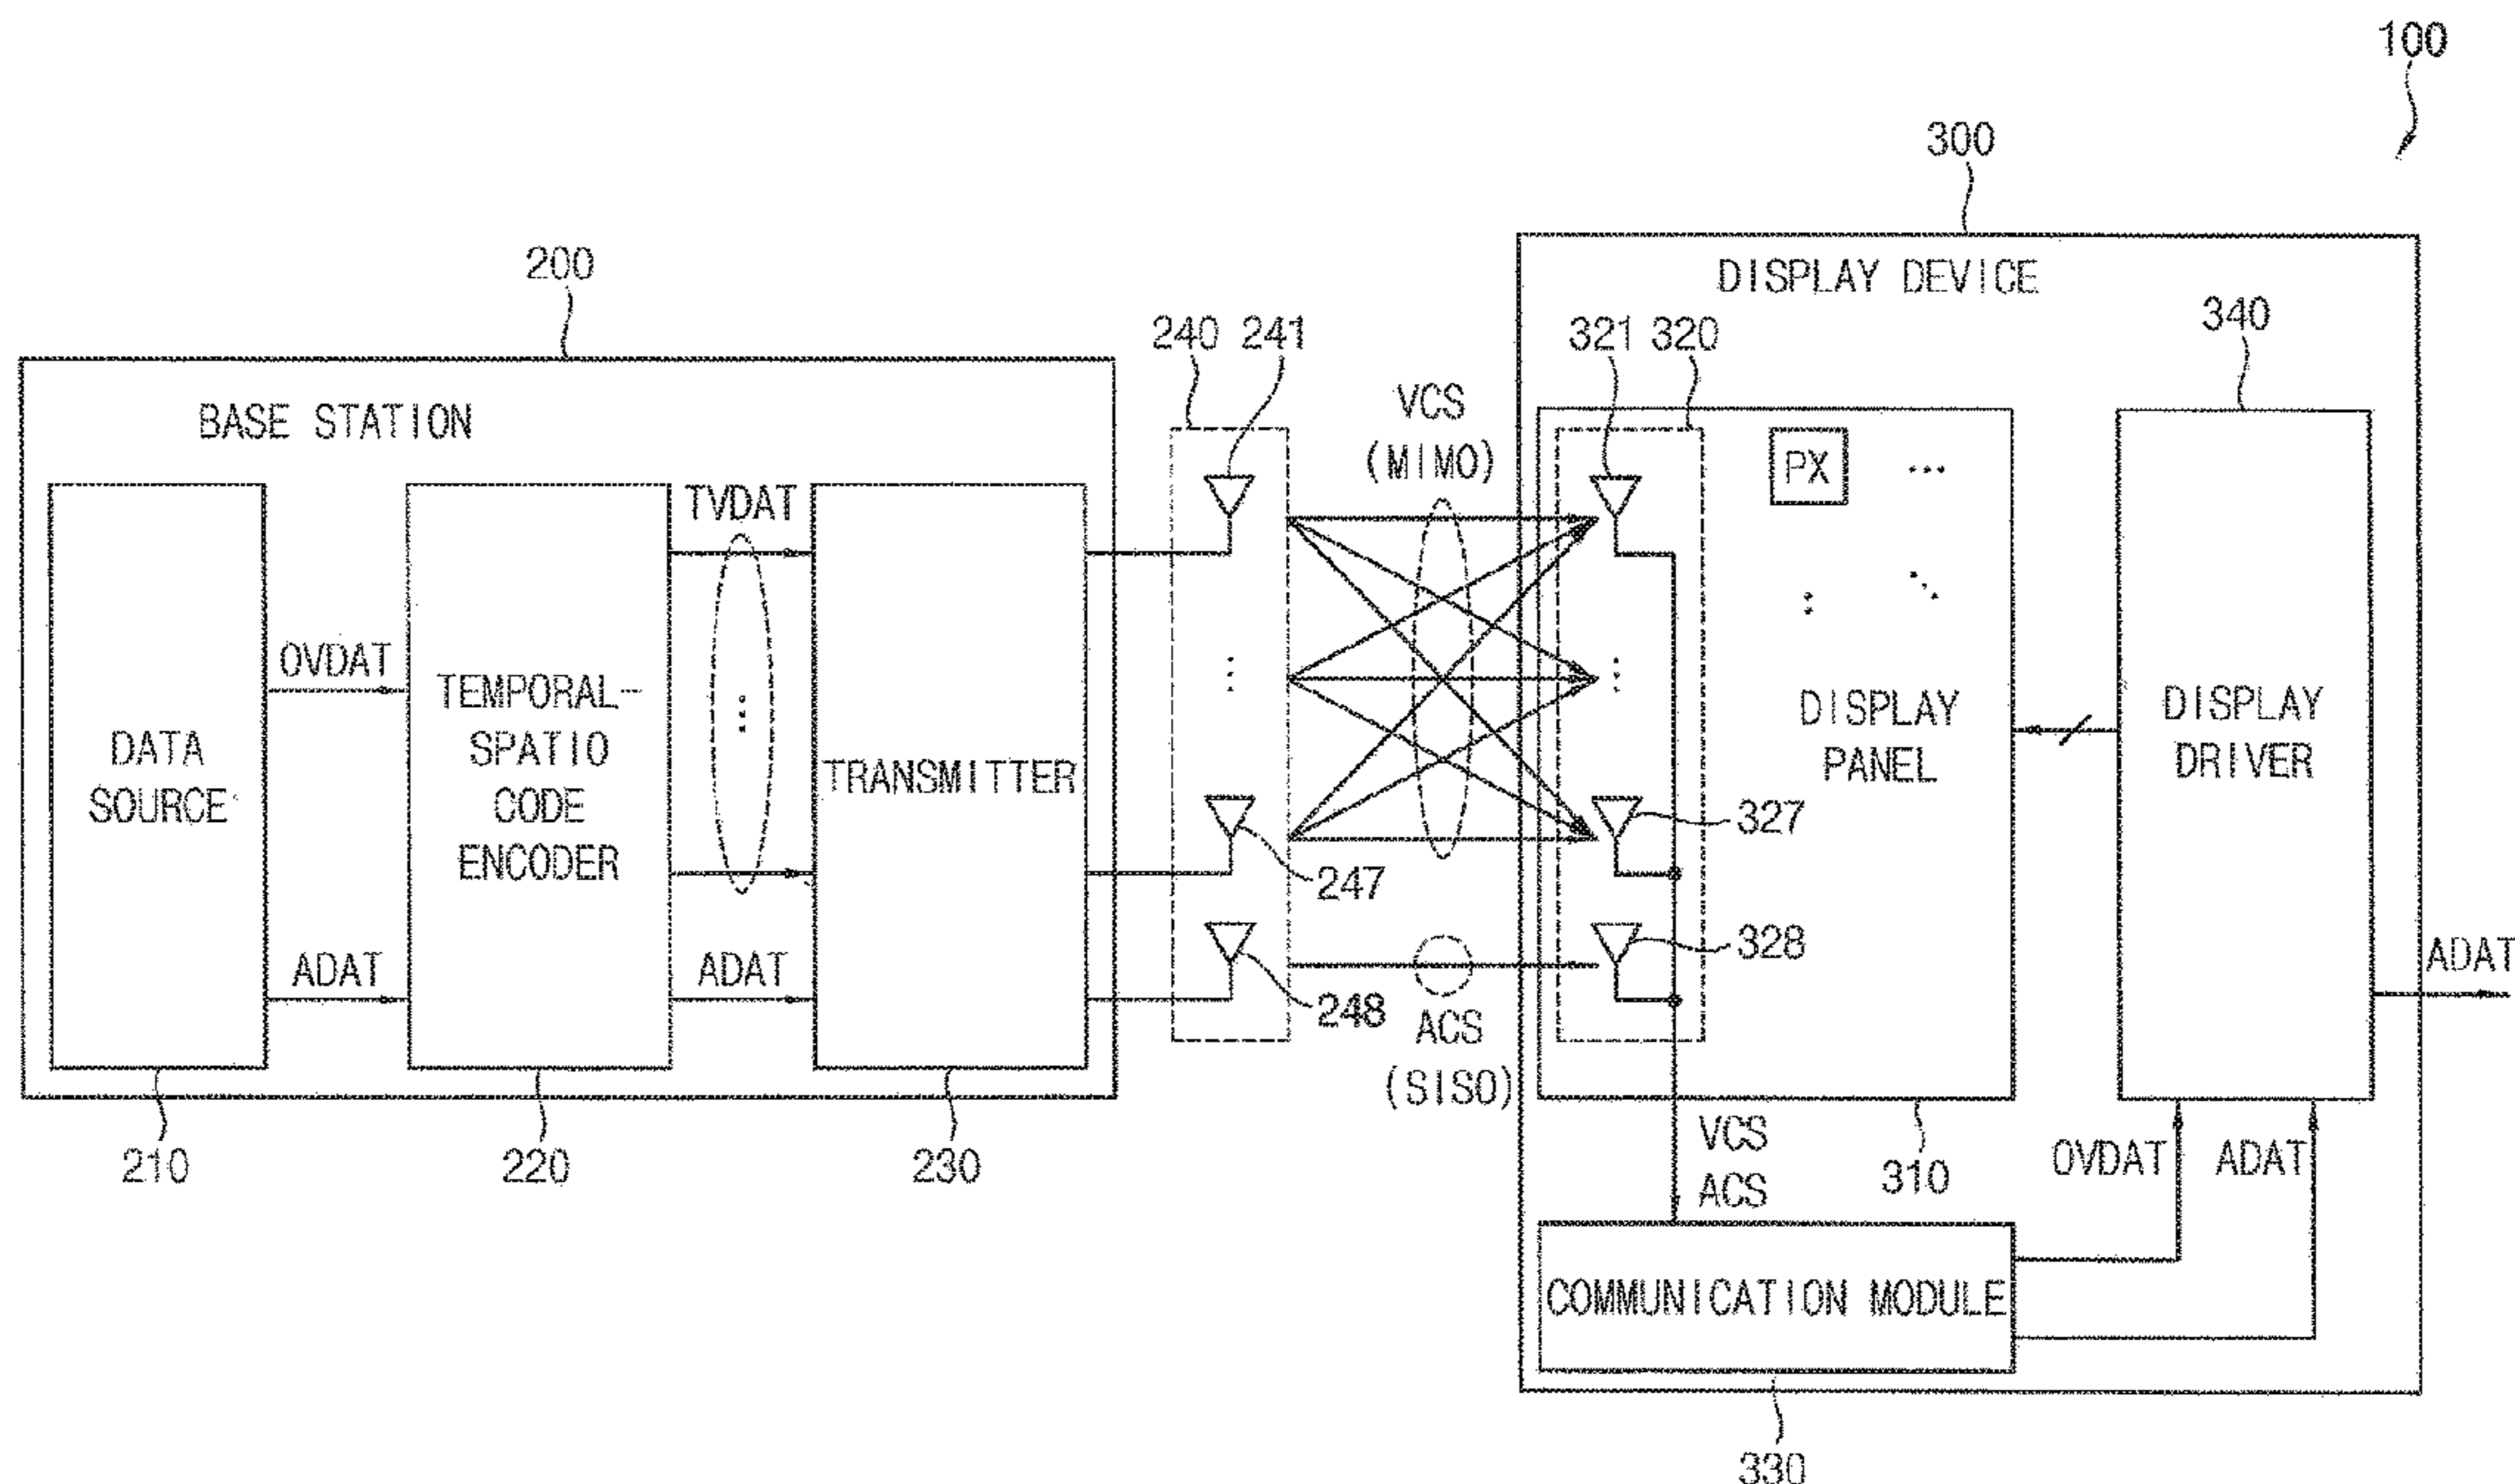 100
300
DISPLAY DEVICE
200
240 241
321 320
340
VCS
(MIMO)
BASE STATION
PX
TVDAT
OVDAT
TEMPORAL-
SPATIO
CODE
ENCODER
DATA
SOURCE
TRANSMITTER
DISPLAY
PANEL
DISPLAY
DRIVER
327
247
328
248
ADAT
ADAT
ADAT
ACS
(SISO)
210
220
230
VCS
ACS
310
OVDAT
ADAT
COMMUNICATION MODULE
330